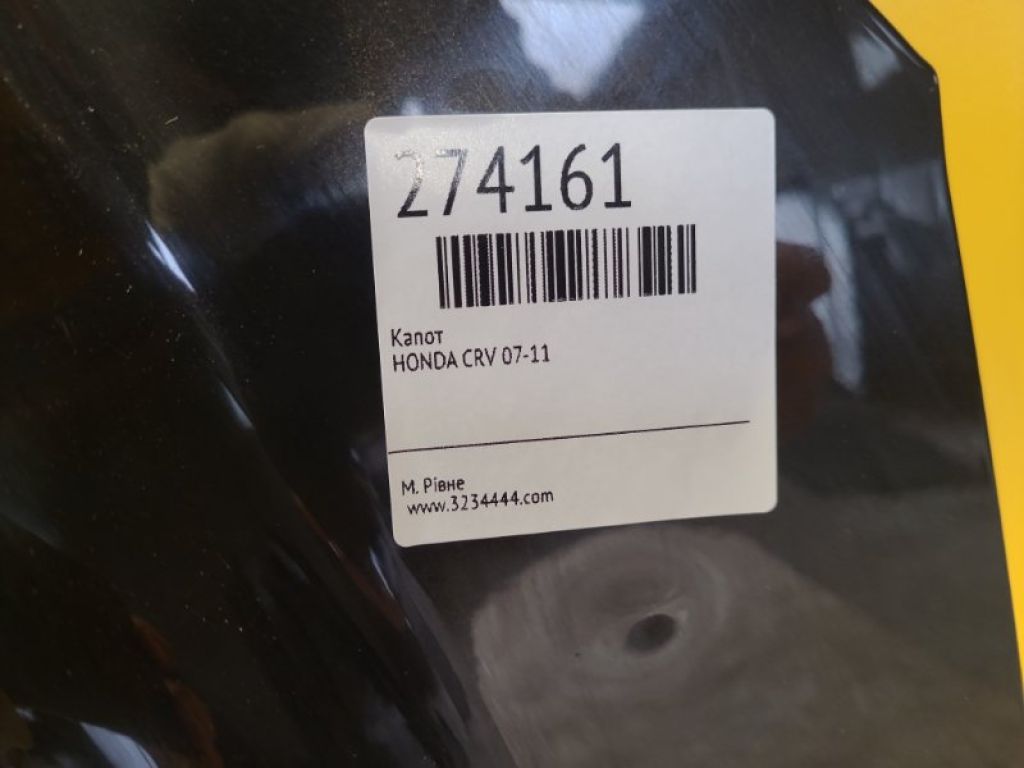 274161
Капот
HONDA CRV 07-11
М. Рівне
www.3234444.com